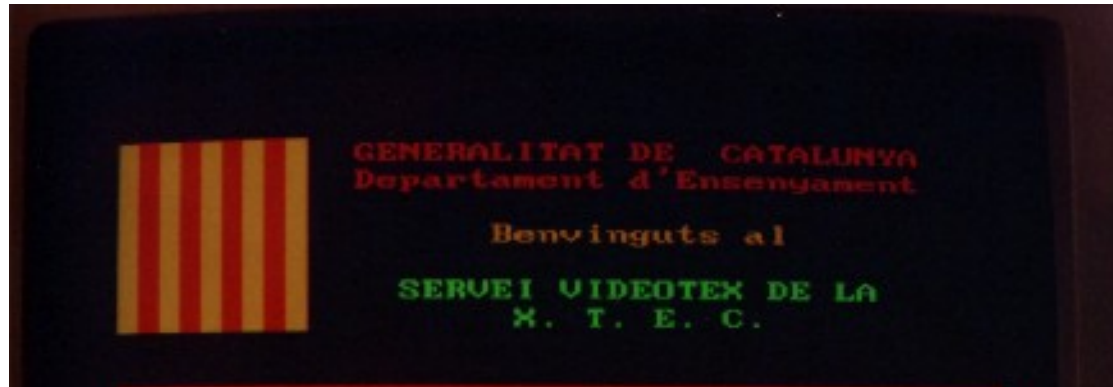 GENERALITAT DE CATALUNYA
Departament d'Ensenyament
Benvinguts al
SERVEI VIDEOTEX DE LA
X. T. E. C.